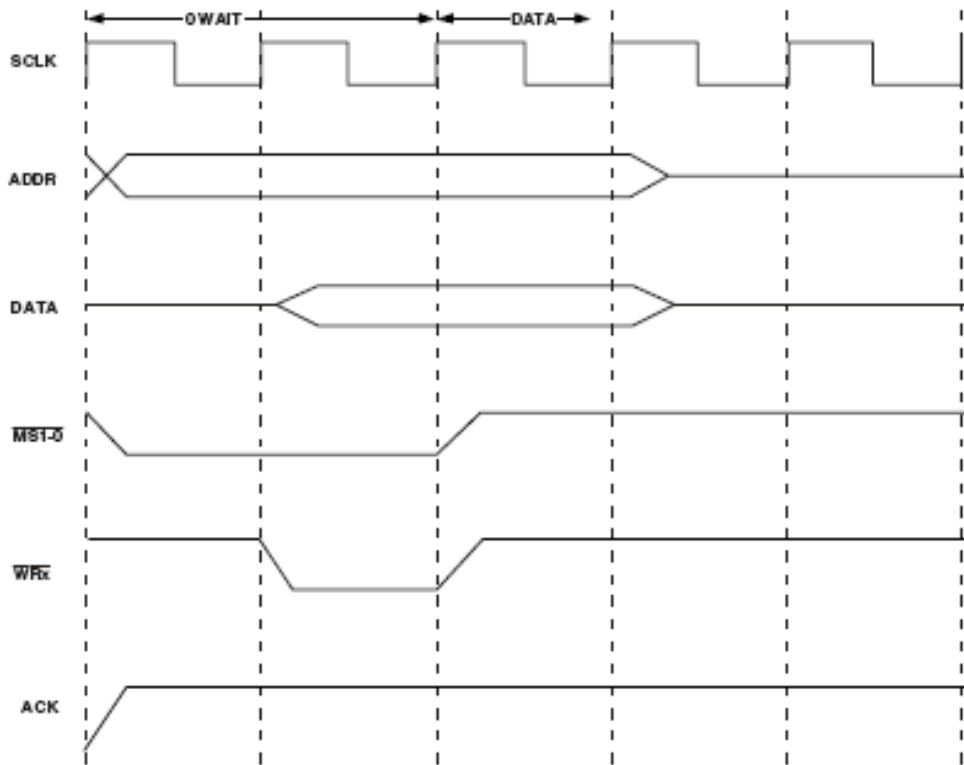 0WAIT DATA
SCLK
ADDR
DATA
MS1-0
WRx
ACK